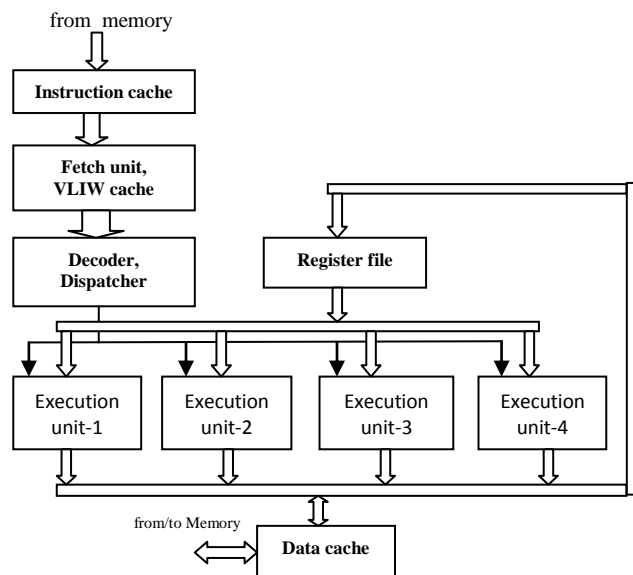 from memory
Instruction cache
Fetch unit,
VLIW cache
Decoder,
Dispatcher
Register file
Execution
unit-1
Execution
unit-2
Execution
unit-3
Execution
unit-4
from/to Memory
Data cache